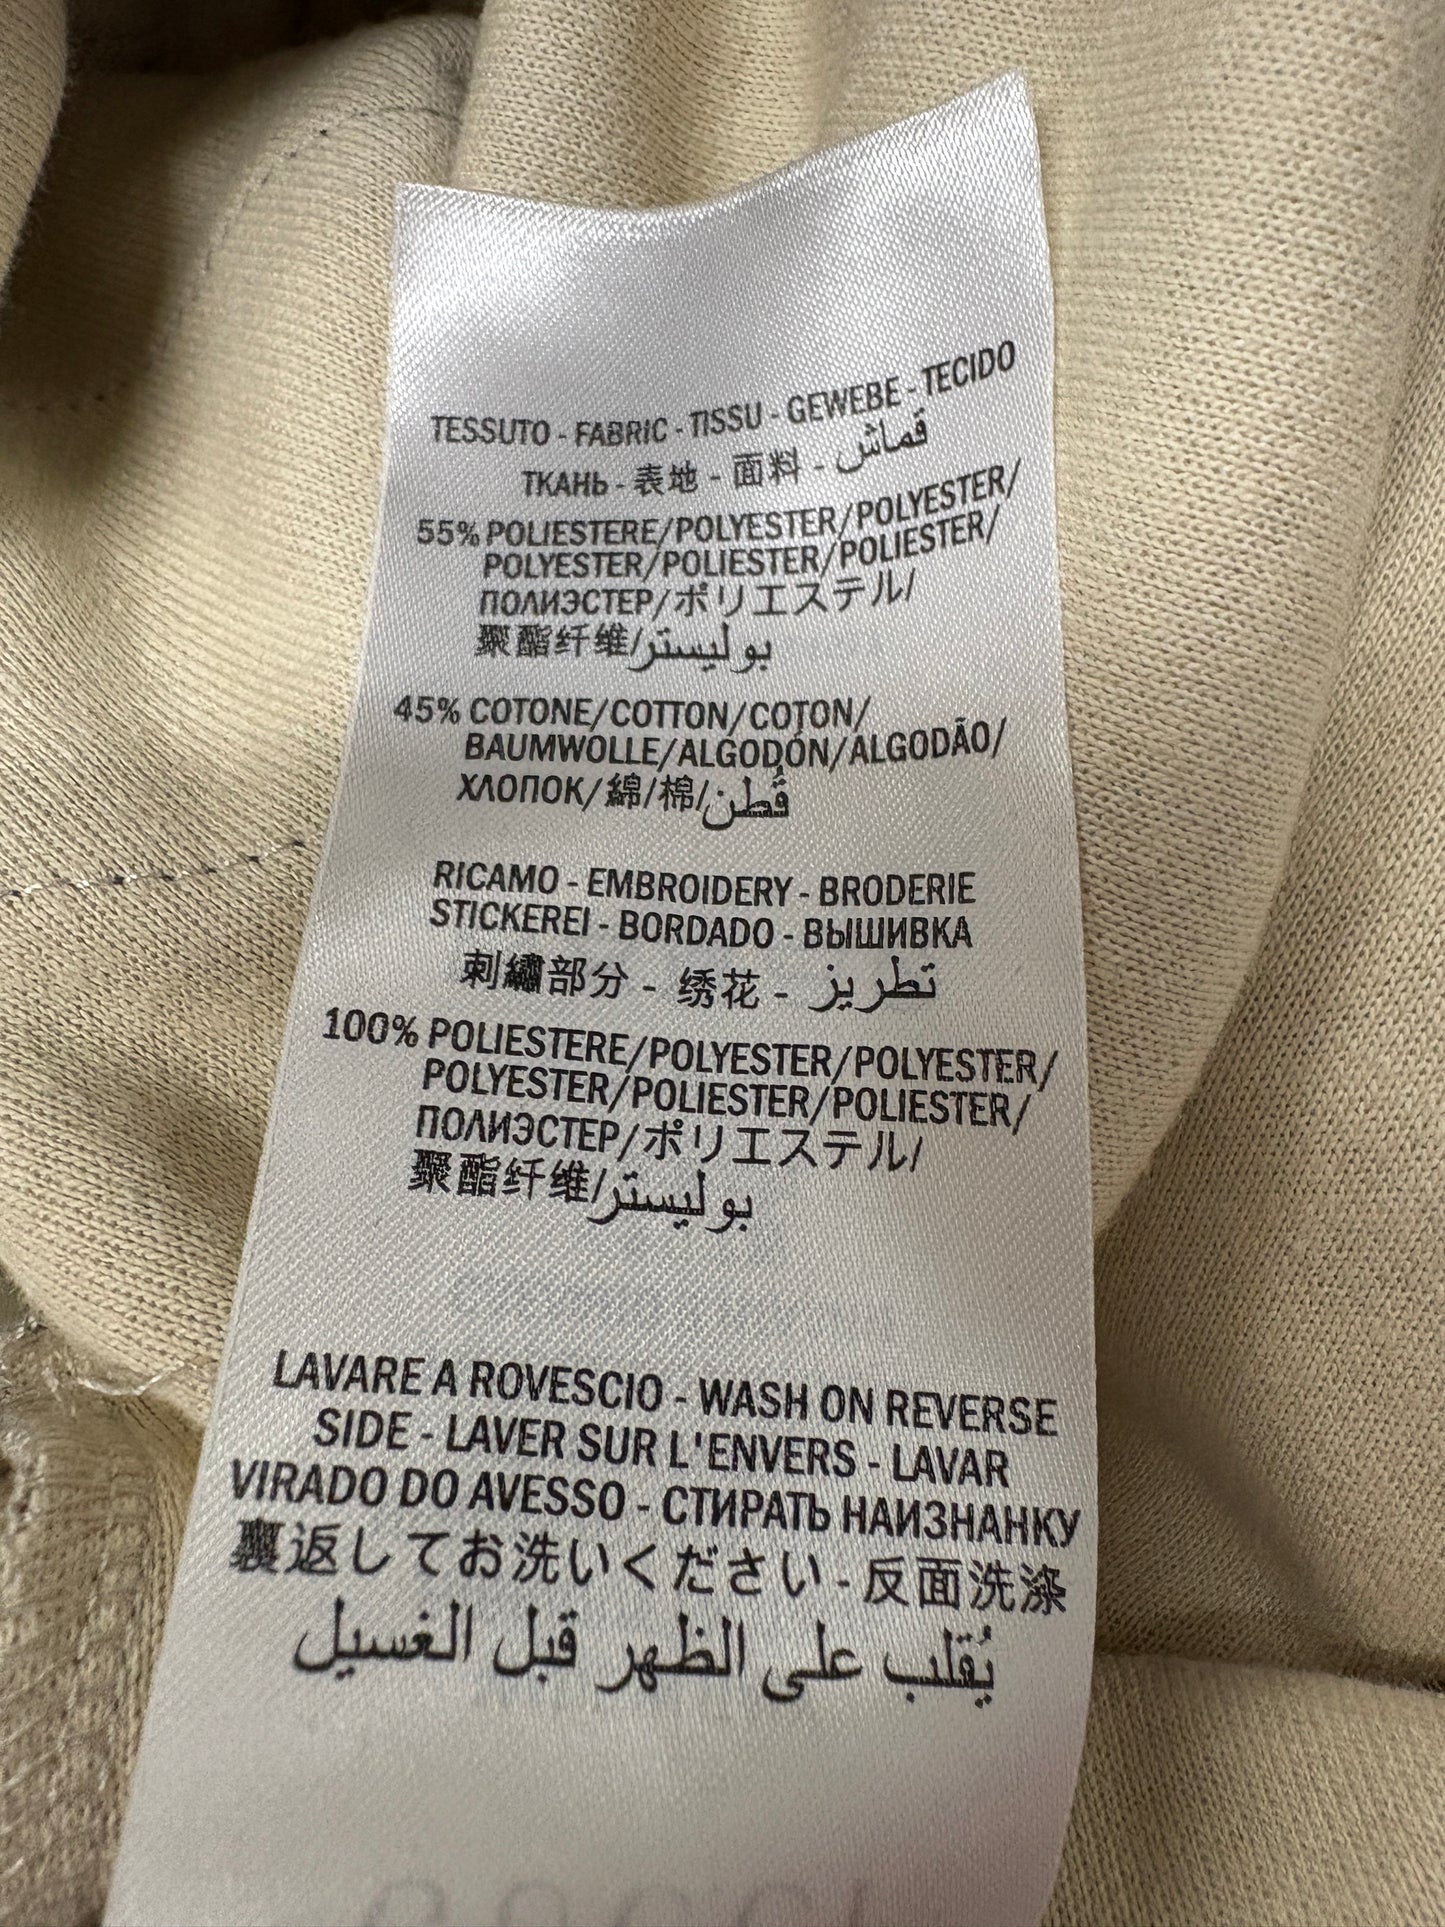 TESSUTO - FABRIC - TISSU - GEWEBE - TECIDO
ТКАНЬ - 表地 - 面料 - قماش
55% POLIESTERE/POLYESTER/POLYESTER/
POLYESTER/POLIESTER/POLIESTER/
ПОЛИЭСТЕР/ポリエステル/
聚酯纤维/بوليستر
45% COTONE/COTTON/COTON/
BAUMWOLLE/ALGODÓN/ALGODÃO/
ХЛОПОК/綿/棉/قُطن
RICAMO - EMBROIDERY - BRODERIE
STICKEREI - BORDADO - ВЫШИВКА
刺繍部分 - 绣花 - تطريز
100% POLIESTERE/POLYESTER/POLYESTER/
POLYESTER/POLIESTER/POLIESTER/
ПОЛИЭСТЕР/ポリエステル/
聚酯纤维/بوليستر
LAVARE A ROVESCIO - WASH ON REVERSE
SIDE - LAVER SUR L'ENVERS - LAVAR
VIRADO DO AVESSO - СТИРАТЬ НАИЗНАНКУ
裏返してお洗いください - 反面洗涤
يُقلب على الظهر قبل الغسيل